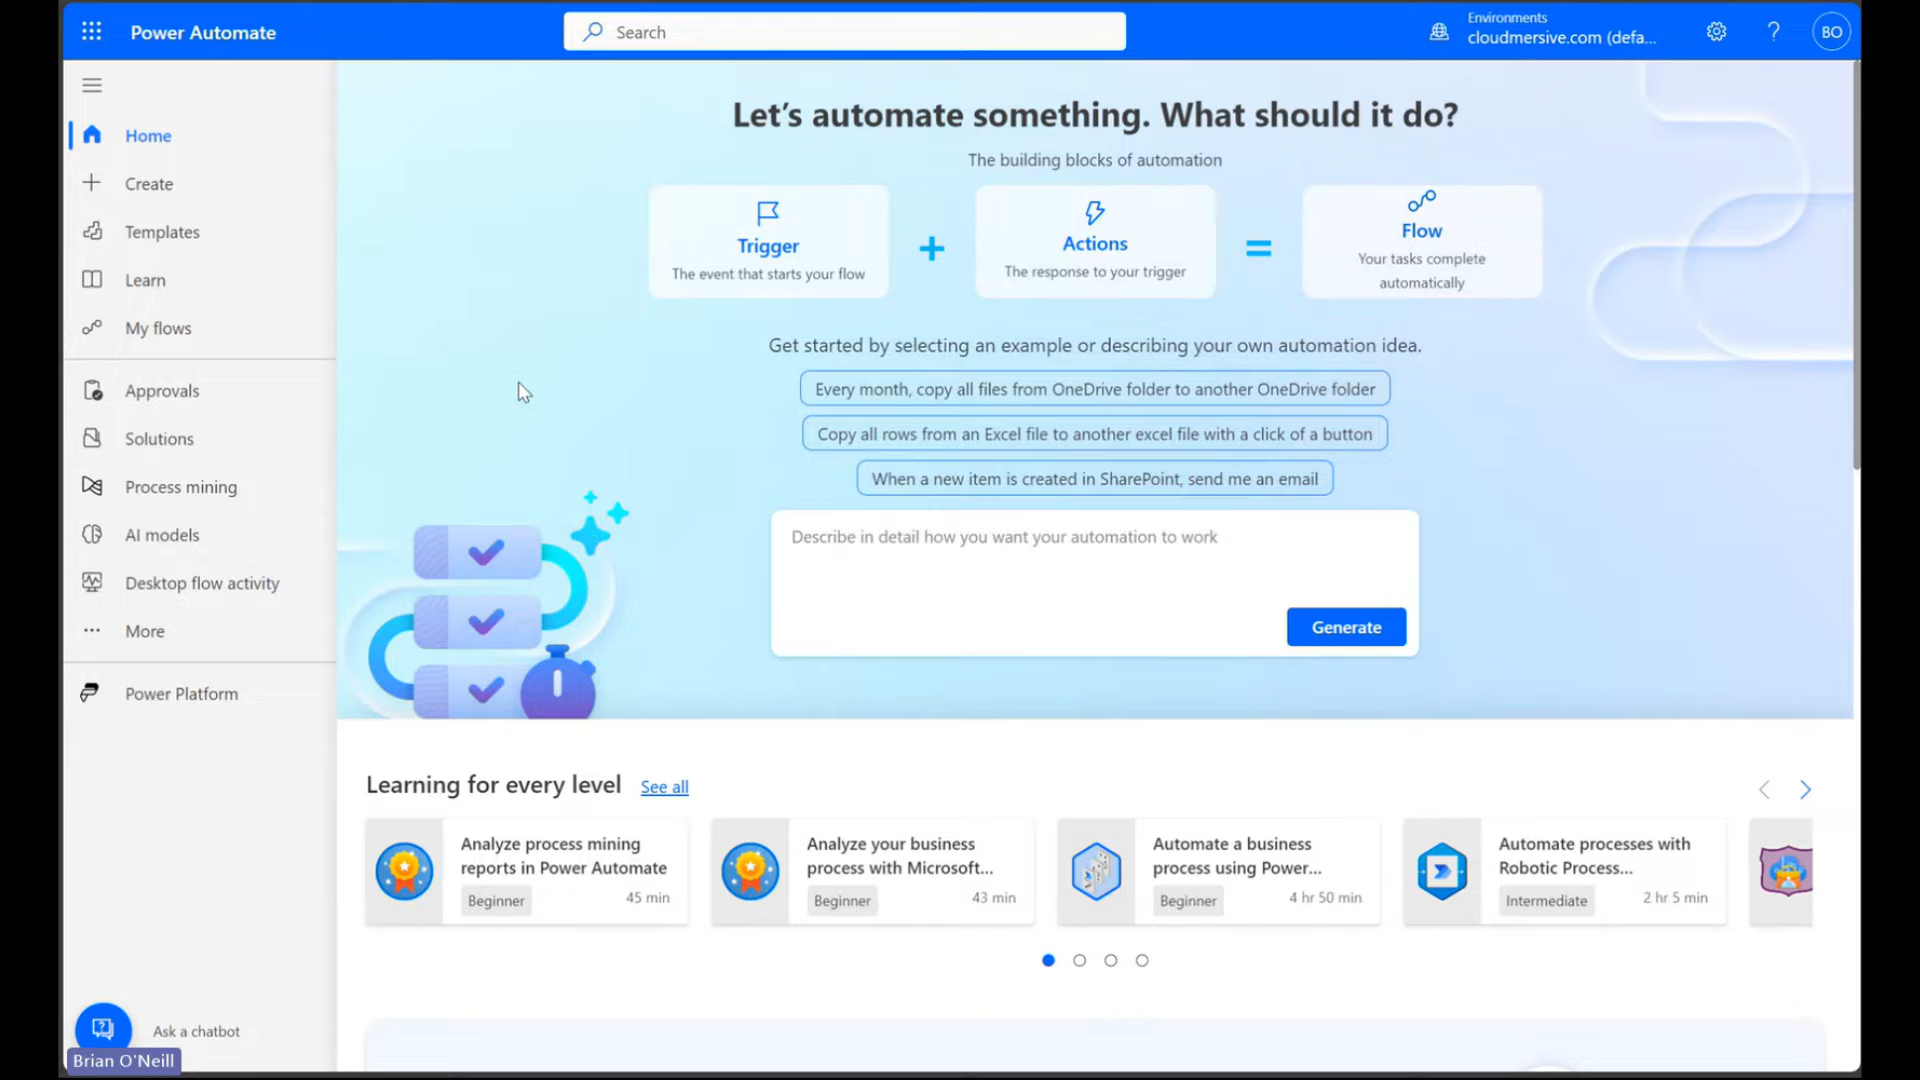 Power Automate
Search
Environments
cloudmersive.com (defa...
?
BO
Home
Create
Templates
Learn
My flows
Approvals
Solutions
Process mining
AI models
Desktop flow activity
More
Power Platform
Ask a chatbot
Brian O'Neill
Let's automate something. What should it do?
The building blocks of automation
Trigger
The event that starts your flow
+
Actions
The response to your trigger
=
Flow
Your tasks complete
automatically
Get started by selecting an example or describing your own automation idea.
Every month, copy all files from OneDrive folder to another OneDrive folder
Copy all rows from an Excel file to another excel file with a click of a button
When a new item is created in SharePoint, send me an email
Describe in detail how you want your automation to work
Generate
Learning for every level
See all
Analyze process mining
reports in Power Automate
Beginner
45 min
Analyze your business
process with Microsoft...
Beginner
43 min
Automate a business
process using Power...
Beginner
4 hr 50 min
Automate processes with
Robotic Process...
Intermediate
2 hr 5 min